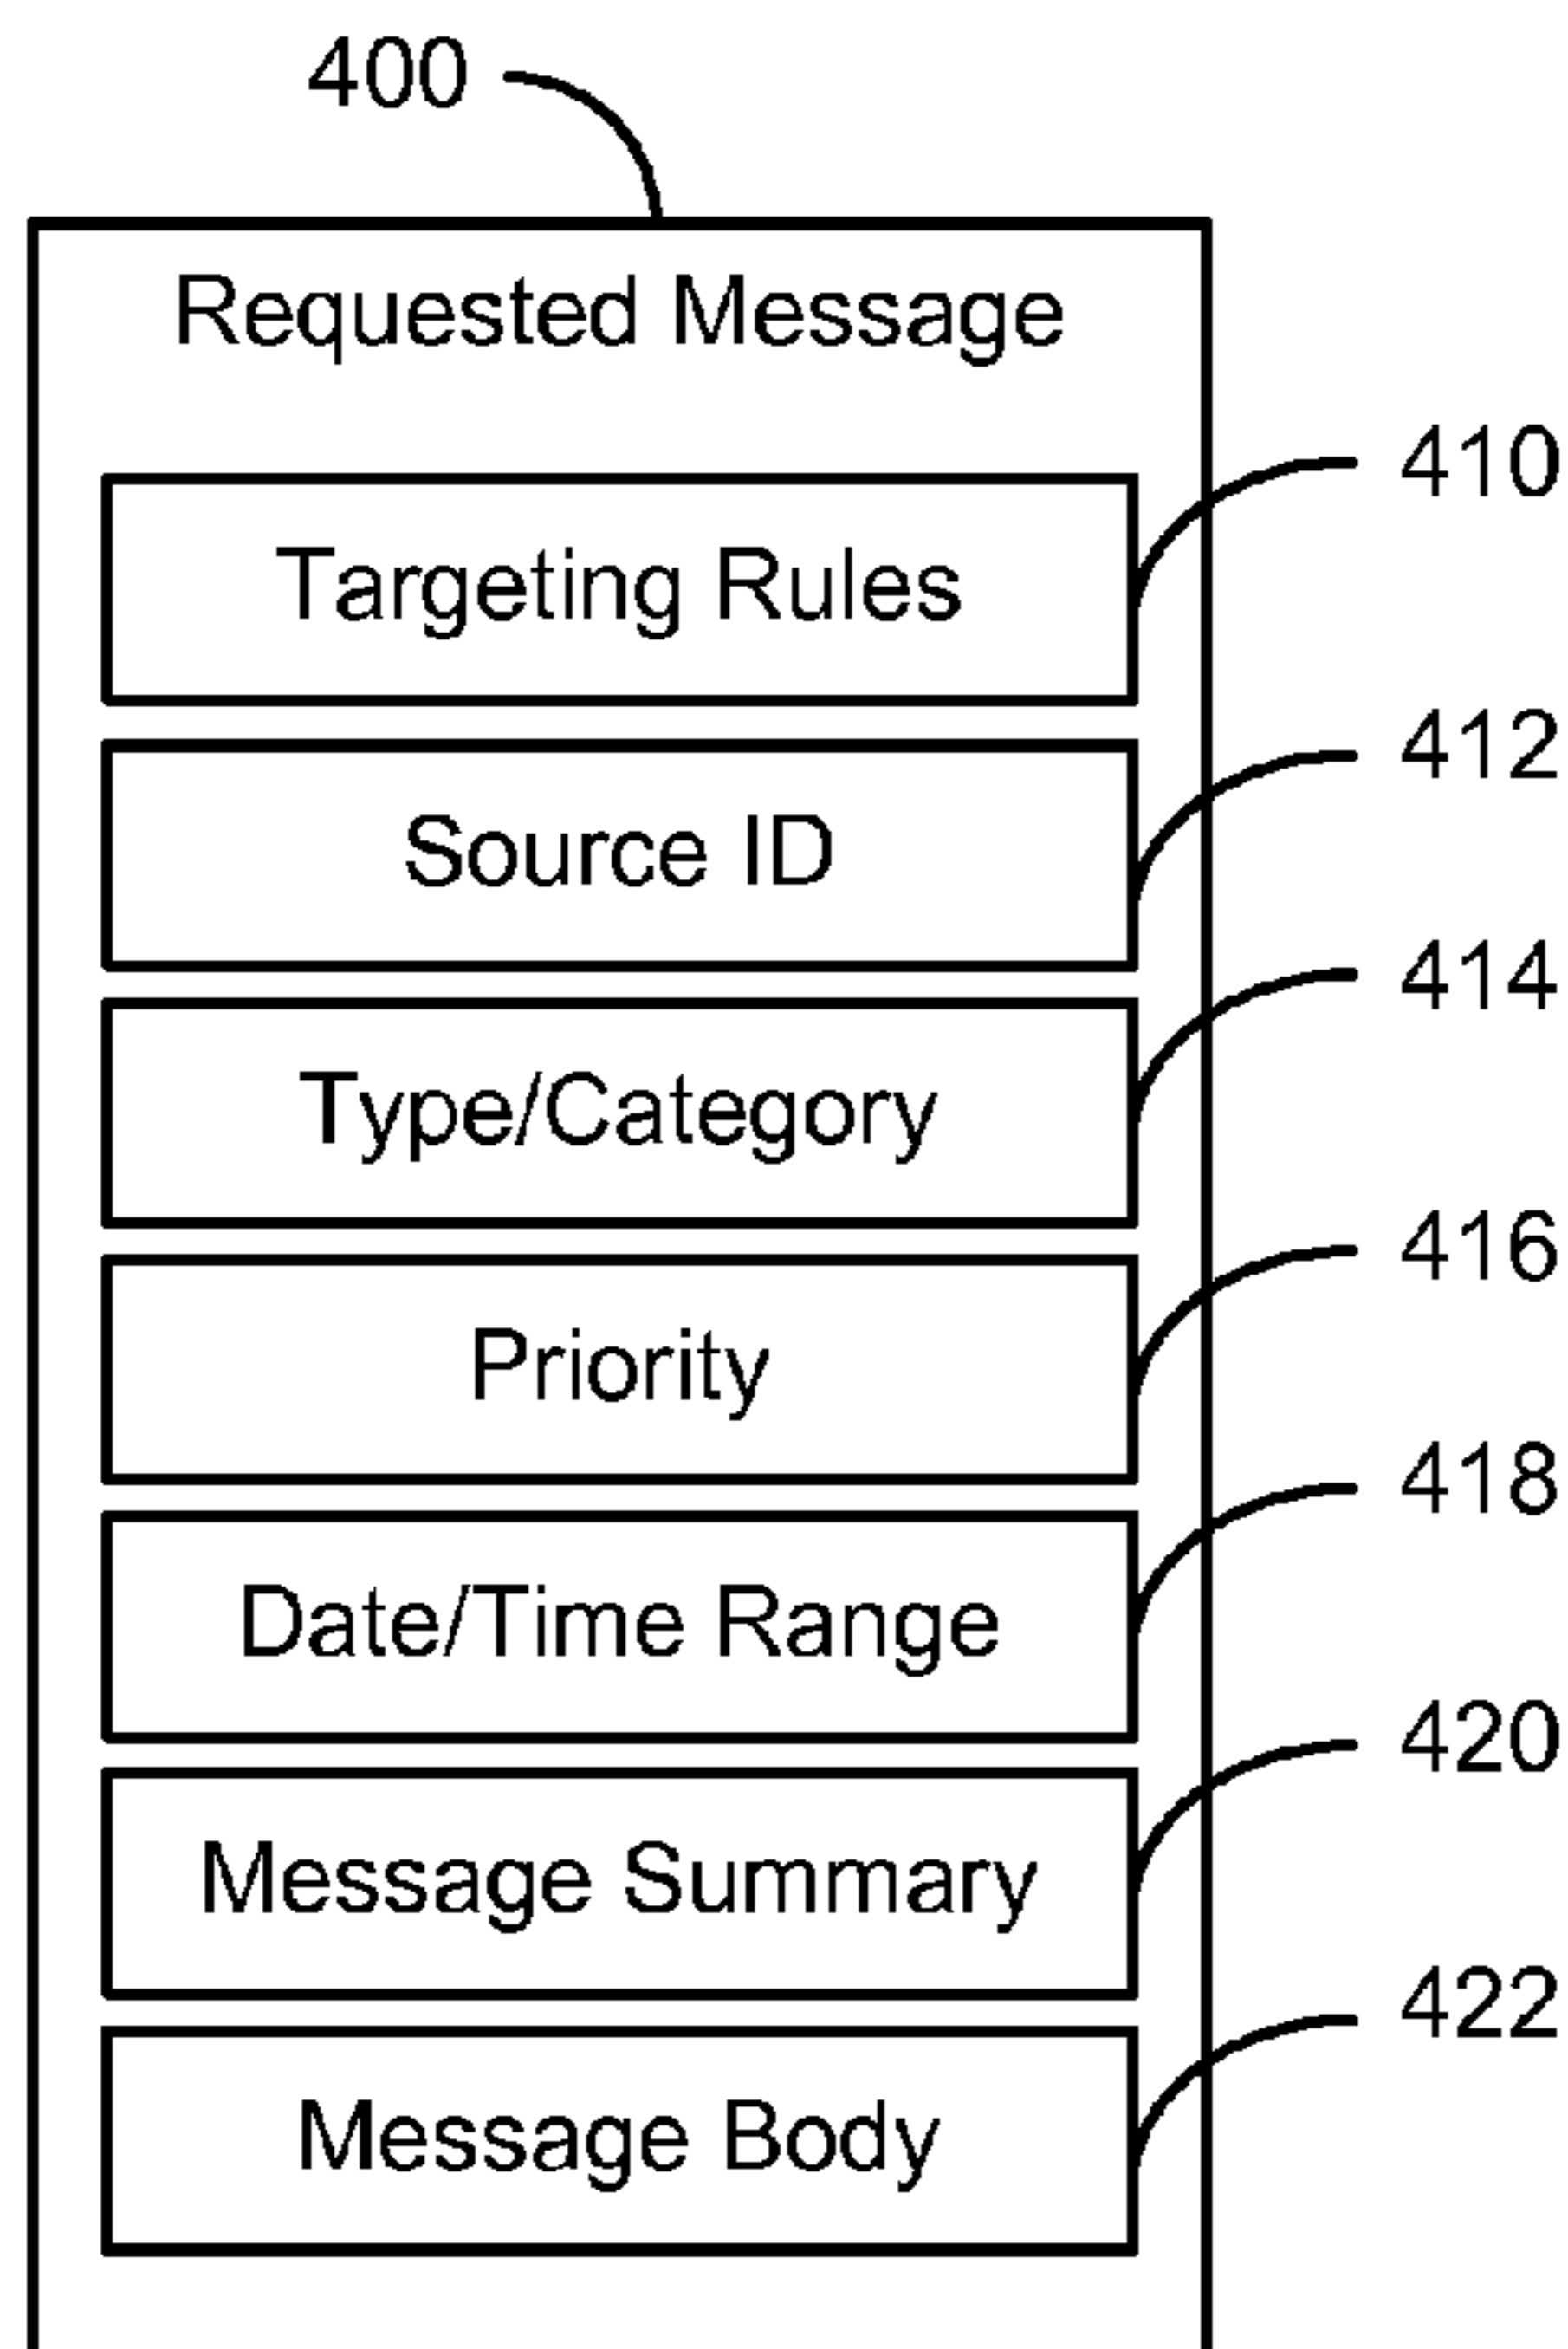 400
Requested Message
410
Targeting Rules
412
Source ID
414
Type/Category
416
Priority
418
Date/Time Range
420
Message Summary
422
Message Body